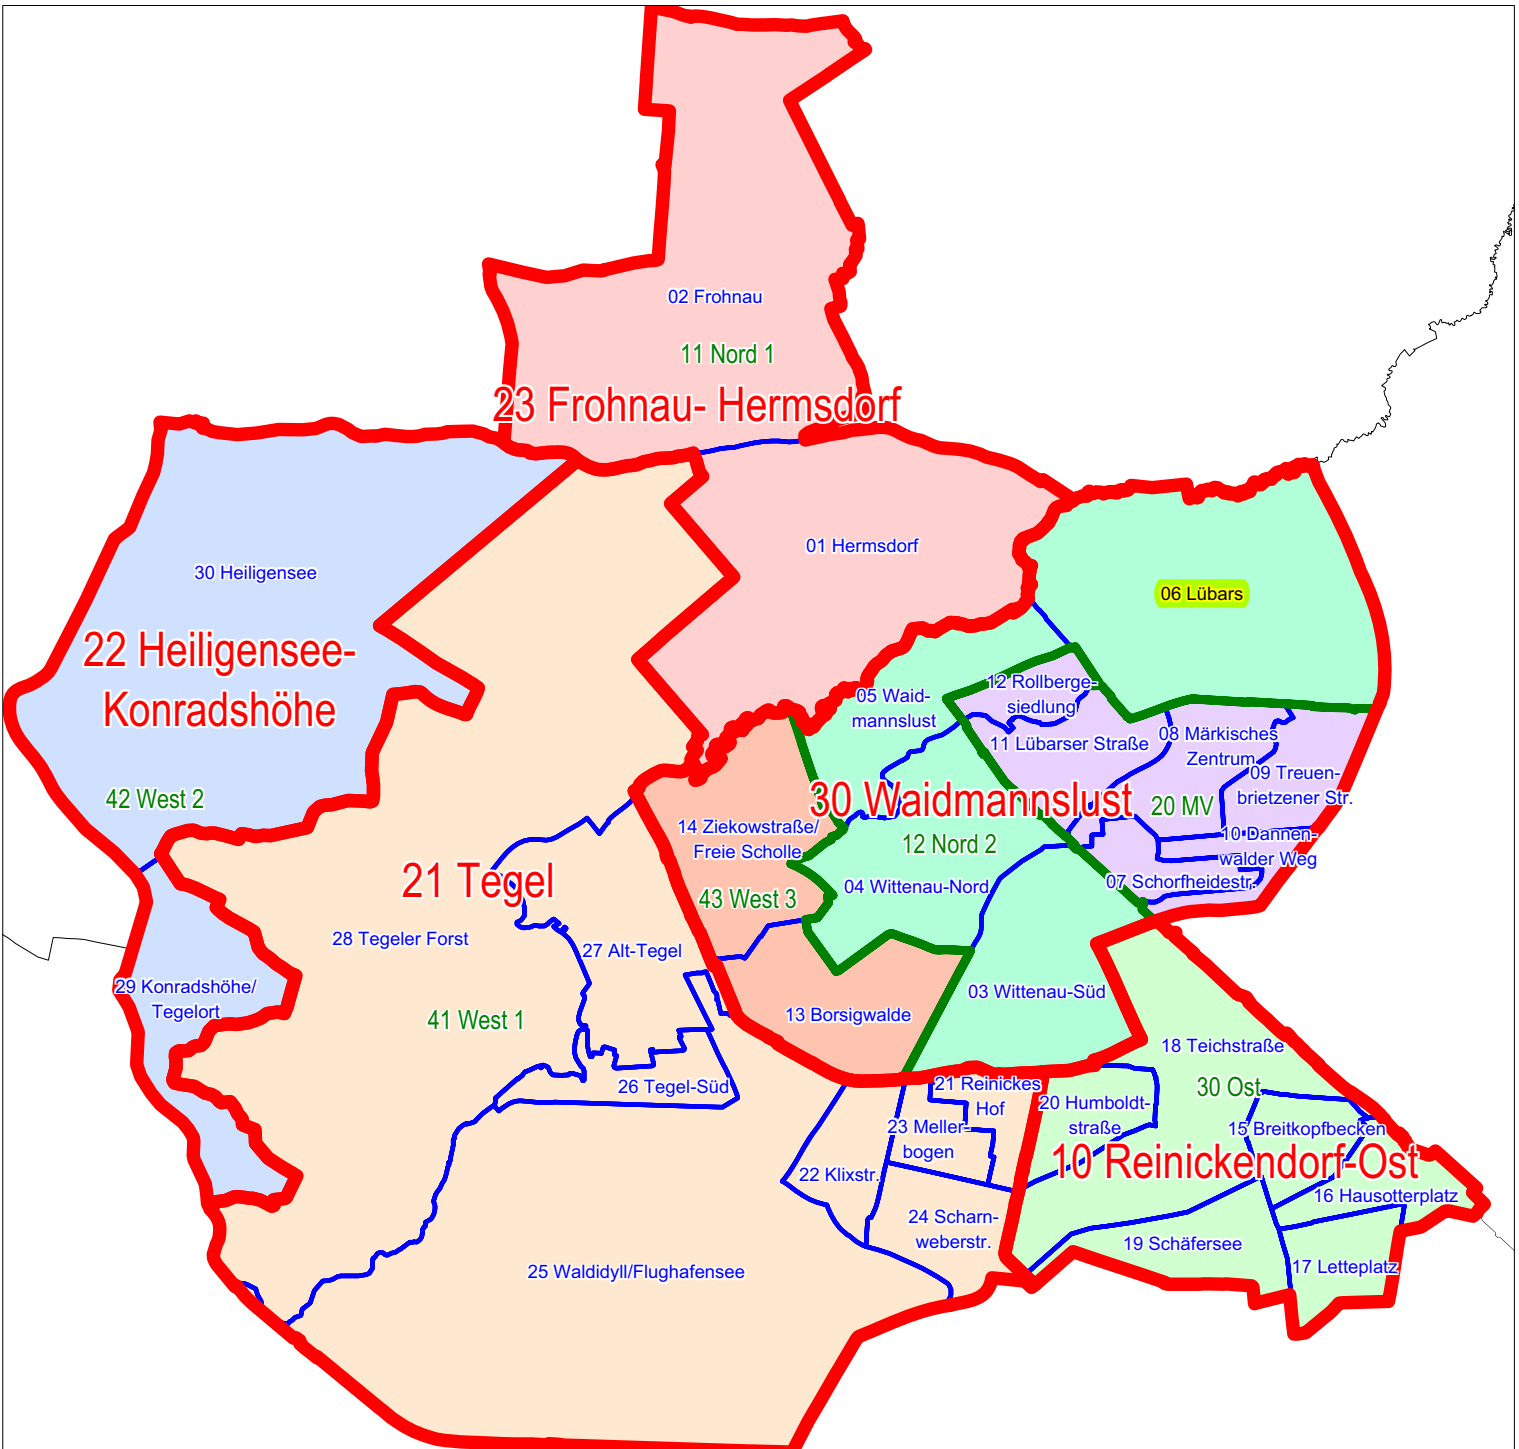 02 Frohnau
11 Nord 1
23 Frohnau- Hermsdorf
01 Hermsdorf
30 Heiligensee
06 Lübars
22 Heiligensee-
Konradshöhe
42 West 2
05 Waid-
mannslust
12 Rollberge-
siedlung
11 Lübarser Straße
08 Märkisches
Zentrum
09 Treuen-
brietzener Str.
30 Waidmannslust
20 MV
14 Ziekowstraße/
Freie Scholle
12 Nord 2
10 Dannen-
walder Weg
07 Schorfheidestr.
21 Tegel
43 West 3
04 Wittenau-Nord
28 Tegeler Forst
27 Alt-Tegel
29 Konradshöhe/
Tegelort
41 West 1
13 Borsigwalde
03 Wittenau-Süd
26 Tegel-Süd
18 Teichstraße
30 Ost
21 Reinickes
Hof
20 Humboldt-
straße
23 Meller-
bogen
15 Breitkopfbecken
10 Reinickendorf-Ost
22 Klixstr.
16 Hausotterplatz
24 Scharn-
weberstr.
19 Schäfersee
17 Letteplatz
25 Waldidyll/Flughafensee